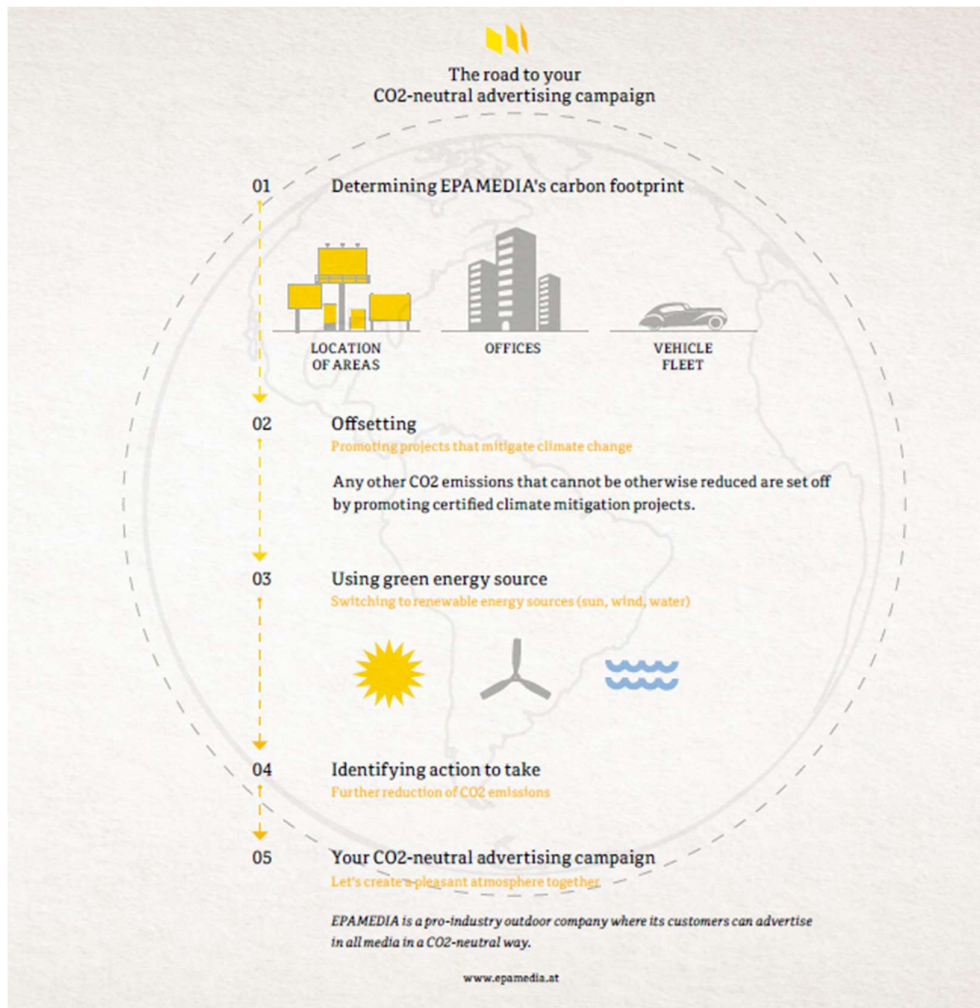 The road to your
CO2-neutral advertising campaign
01 Determining EPAMEDIA's carbon footprint
LOCATION
OF AREAS
OFFICES
VEHICLE
FLEET
02 Offsetting
Promoting projects that mitigate climate change
Any other CO2 emissions that cannot be otherwise reduced are set off
by promoting certified climate mitigation projects.
03 Using green energy source
Switching to renewable energy sources (sun, wind, water)
04 Identifying action to take
Further reduction of CO2 emissions
05 Your CO2-neutral advertising campaign
Let's create a pleasant atmosphere together
EPAMEDIA is a pro-industry outdoor company where its customers can advertise
in all media in a CO2-neutral way.
www.epamedia.at